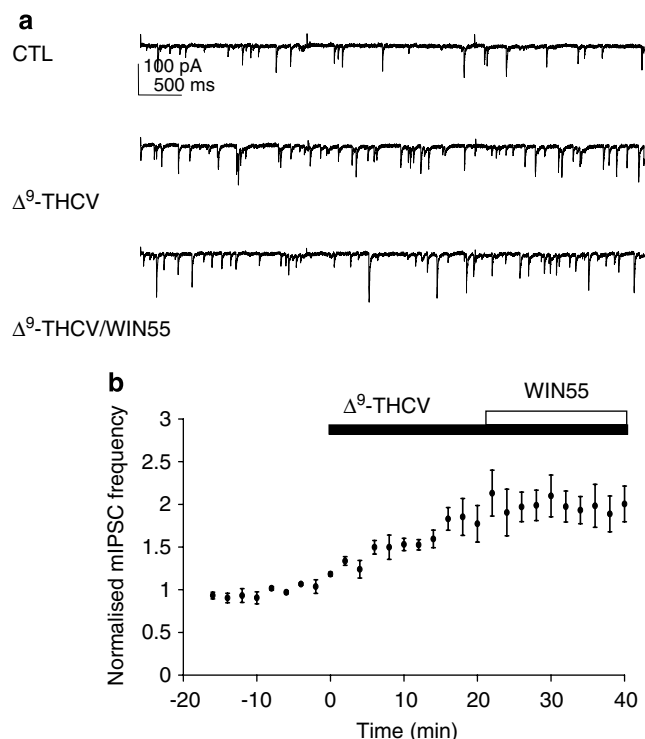 a
CTL
100 pA
500 ms
Δ9-THCV
Δ9-THCV/WIN55
b
Δ9-THCV
WIN55
Normalised mIPSC frequency
3
2.5
2
1.5
1
0.5
0
-20 -10 0 10 20 30 40
Time (min)